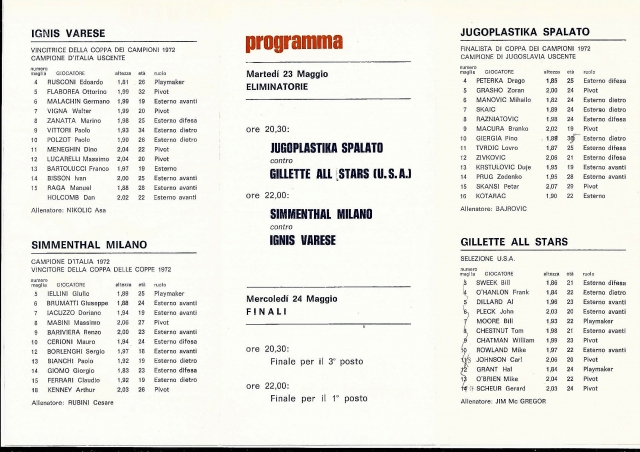 IGNIS VARESE
VINCITRICE DELLA COPPA DEI CAMPIONI 1972
CAMPIONE D'ITALIA USCENTE
numero maglia GIOCATORE altezza età ruolo
4 RUSCONI Edoardo 1,81 26 Playmaker
5 FLABOREA Ottorino 1,99 32 Pivot
6 MALACHIN Germano 1,99 19 Esterno avanti
7 VIGNA Walter 1,99 20 Pivot
8 ZANATTA Marino 1,98 25 Esterno difesa
9 VITTORI Paolo 1,93 34 Esterno dietro
10 POLZOT Paolo 1,90 26 Esterno dietro
11 MENEGHIN Dino 2,04 22 Pivot
12 LUCARELLI Massimo 2,04 20 Pivot
13 BARTOLUCCI Franco 1,97 19 Esterno
14 BISSON Ivan 2,00 25 Esterno avanti
15 RAGA Manuel 1,88 28 Esterno avanti
HOLCOMB Dan 2,02 22 Esterno avanti
Allenatore: NIKOLIC Asa
SIMMENTHAL MILANO
CAMPIONE D'ITALIA 1972
VINCITORE DELLA COPPA DELLE COPPE 1972
numero maglia GIOCATORE altezza età ruolo
5 IELLINI Giulio 1,89 25 Playmaker
6 BRUMATTI Giuseppe 1,88 24 Esterno avanti
7 IACUZZO Doriano 1,94 19 Esterno avanti
8 MASINI Massimo 2,06 27 Pivot
9 BARIVIERA Renzo 2,00 23 Esterno avanti
10 CERIONI Mauro 1,94 24 Esterno difesa
12 BORLENGHI Sergio 1,97 18 Esterno avanti
13 BIANCHI Paolo 1,92 19 Esterno dietro
14 GIOMO Giorgio 1,83 23 Esterno difesa
15 FERRARI Claudio 1,92 19 Esterno dietro
18 KENNEY Arthur 2,03 26 Pivot
Allenatore: RUBINI Cesare
programma
Martedì 23 Maggio
ELIMINATORIE
ore 20,30:
JUGOPLASTIKA SPALATO
contro
GILLETTE ALL STARS (U.S.A.)
ore 22,00:
SIMMENTHAL MILANO
contro
IGNIS VARESE
Mercoledì 24 Maggio
FINALI
ore 20,30:
Finale per il 3° posto
ore 22,00:
Finale per il 1° posto
JUGOPLASTIKA SPALATO
FINALISTA DI COPPA DEI CAMPIONI 1972
CAMPIONE DI JUGOSLAVIA USCENTE
numero maglia GIOCATORE altezza età ruolo
4 PETERKA Drago 1,85 25 Esterno difesa
5 GRASHO Zoran 2,00 24 Pivot
6 MANOVIC Mihailo 1,82 24 Esterno dietro
7 SKAIC 1,89 24 Esterno dietro
8 RAZNIATOVIC 1,98 24 Esterno difesa
9 MACURA Branko 2,02 19 Pivot
10 GIERGIA Pino 1,88 Esterno dietro
11 TVRDIC Lovro 1,87 25 Esterno difesa
12 ZIVKOVIC 2,06 21 Esterno difesa
13 KRSTULOVIC Duje 1,95 19 Esterno difesa
14 PRUG Zedenko 1,95 28 Esterno avanti
15 SKANSI Petar 2,07 29 Pivot
16 KOTARAC 1,90 22 Esterno
Allenatore: BAJROVIC
GILLETTE ALL STARS
SELEZIONE U.S.A.
numero maglia GIOCATORE altezza età ruolo
SWEEK Bill 1,86 21 Esterno difesa
O'HANLON Frank 1,84 22 Esterno dietro
DILLARD Al 1,96 23 Esterno avanti
PLECK John 2,03 20 Esterno avanti
MOORE Bill 1,93 22 Playmaker
CHESTNUT Tom 1,98 21 Esterno avanti
CHATMAN William 1,99 23 Pivot
ROWLAND Mike 1,97 22 Esterno avanti
JOHNSON Carl 2,06 20 Pivot
GRANT Hal 1,84 24 Playmaker
O'BRIEN Mike 2,04 22 Pivot
SCHEUR Gerard 2,03 24 Pivot
Allenatore: JIM Mc GREGOR